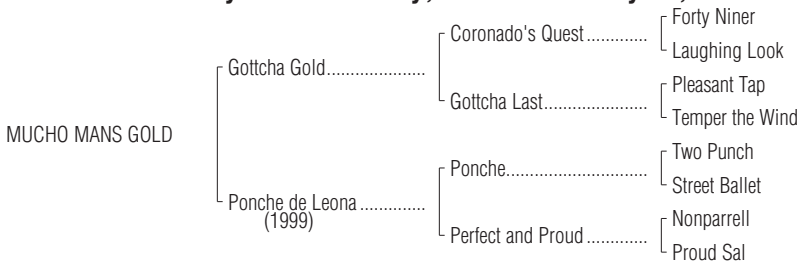 Forty Niner
Coronado's Quest.............
Laughing Look
Gottcha Gold.....................
Pleasant Tap
Gottcha Last.....................
Temper the Wind
MUCHO MANS GOLD
Two Punch
Ponche.............................
Street Ballet
Ponche de Leona ..............
(1999)
Nonparrell
Perfect and Proud .............
Proud Sal